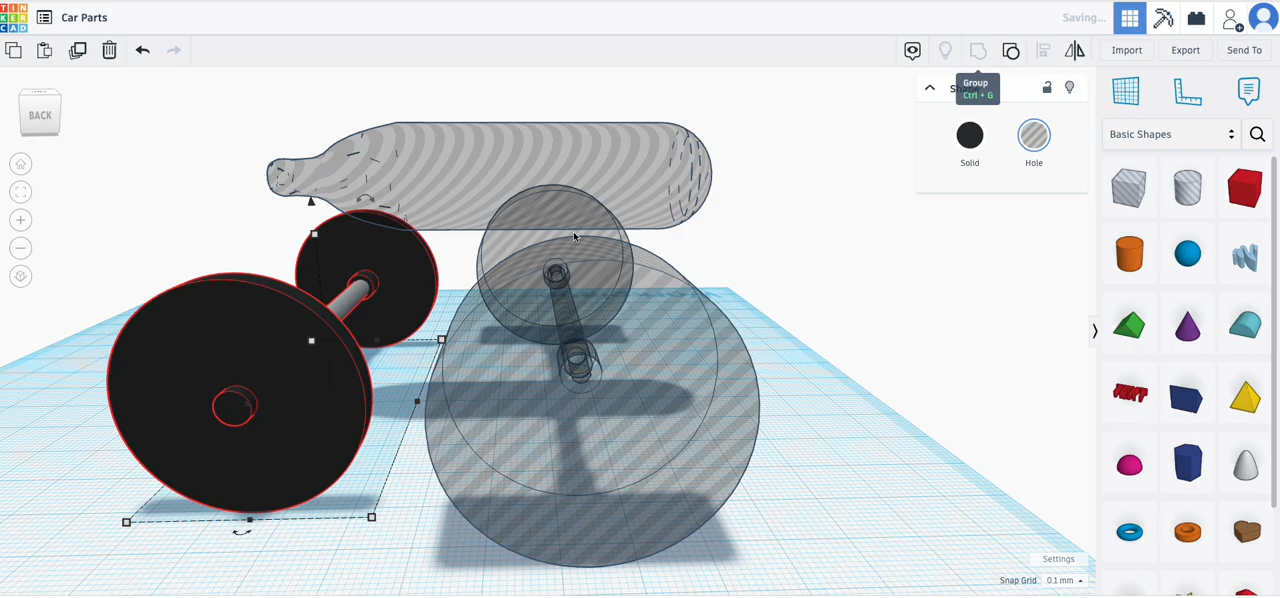 TIN
KER
CAD
Car Parts
Saving...
Import
Export
Send To
BACK
Group
Ctrl + G
Solid
Hole
Basic Shapes
TEXT
Settings
Snap Grid
0.1 mm